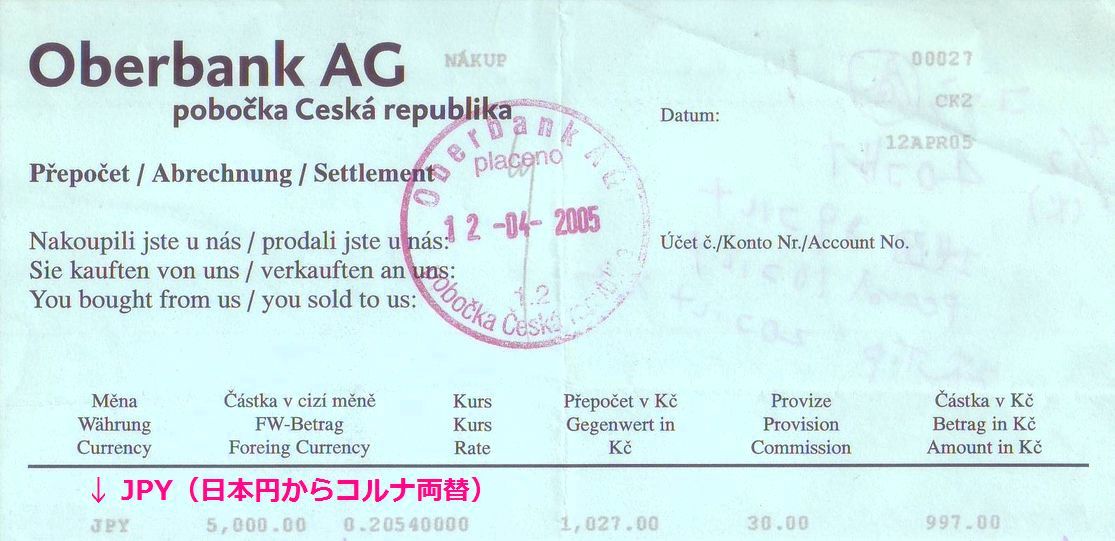 Oberbank AG
pobočka Česká republika
NÁKUP
00027
CK2
Datum:
12APR05
Přepočet / Abrechnung / Settlement
Oberbank AG
placeno
12 -04- 2005
1.2
pobočka Česká republika
Nakoupili jste u nás / prodali jste u nás:
Sie kauften von uns / verkauften an uns:
You bought from us / you sold to us:
Účet č./Konto Nr./Account No.
Měna Částka v cizí měně Kurs Přepočet v Kč Provize Částka v Kč
Währung FW-Betrag Kurs Gegenwert in Provision Betrag in Kč
Currency Foreing Currency Rate Kč Commission Amount in Kč
↓ JPY（日本円からコルナ両替）
JPY 5,000.00 0.20540000 1,027.00 30.00 997.00